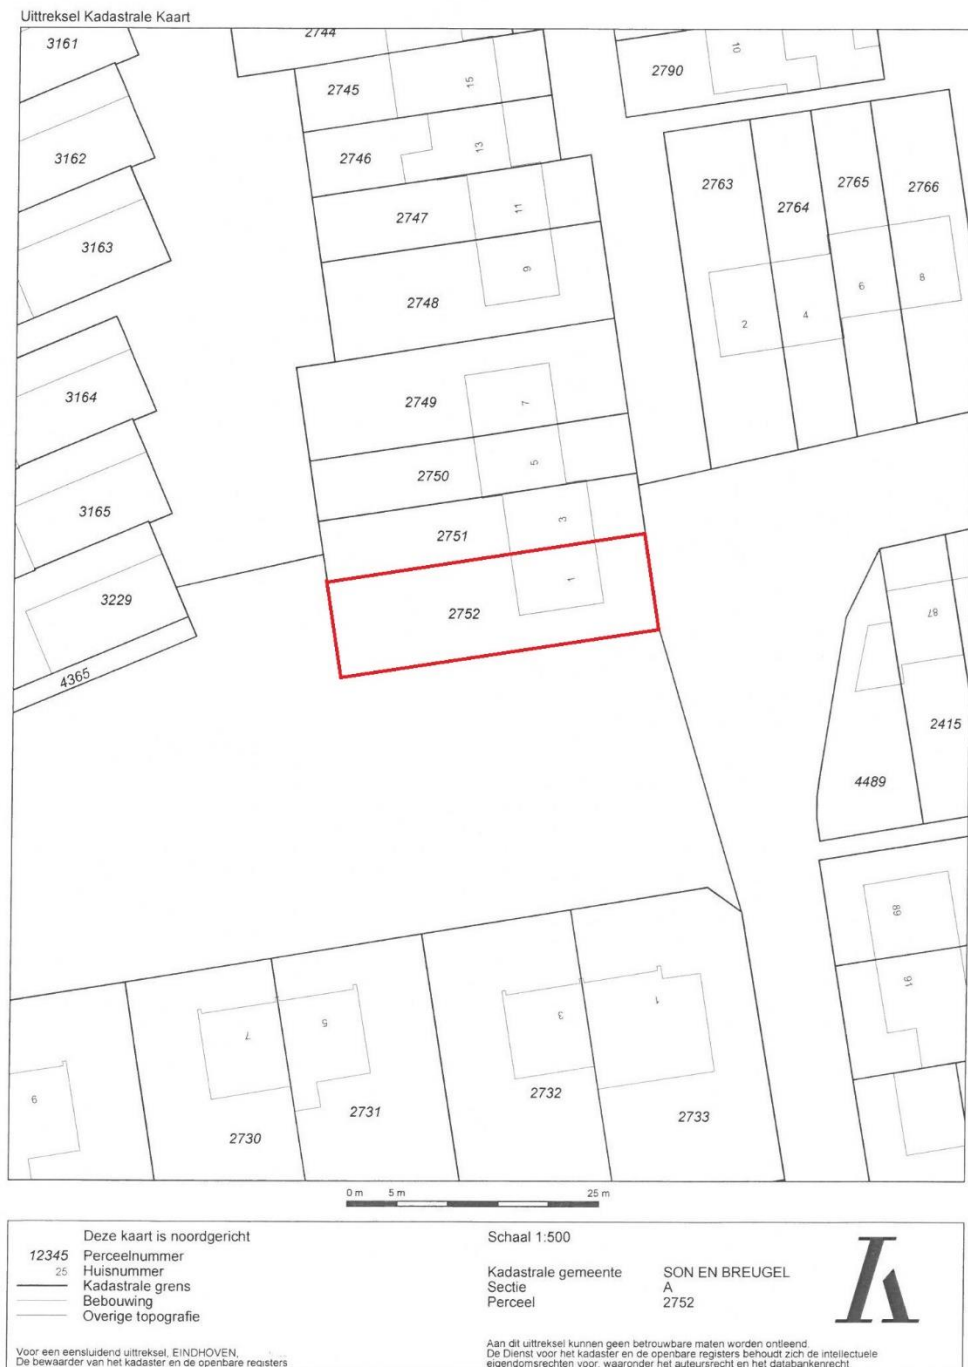 Uittreksel Kadastrale Kaart
3161
2744
10
2745
15
2790
3162
2746
13
2763
2764
2765
2766
2747
11
3163
2748
9
2
4
6
8
3164
2749
7
2750
5
3165
2751
3
3229
2752
1
4365
87
2415
4489
89
91
7
5
3
1
9
2730
2731
2732
2733
0 m 5 m 25 m
Deze kaart is noordgericht
12345 Perceelnummer
25 Huisnummer
Kadastrale grens
Bebouwing
Overige topografie
Voor een eensluidend uittreksel, EINDHOVEN,
De bewaarder van het kadaster en de openbare registers
Schaal 1:500
Kadastrale gemeente SON EN BREUGEL
Sectie A
Perceel 2752
Aan dit uittreksel kunnen geen betrouwbare maten worden ontleend.
De Dienst voor het kadaster en de openbare registers behoudt zich de intellectuele
eigendomsrechten voor, waaronder het auteursrecht en het databankenrecht